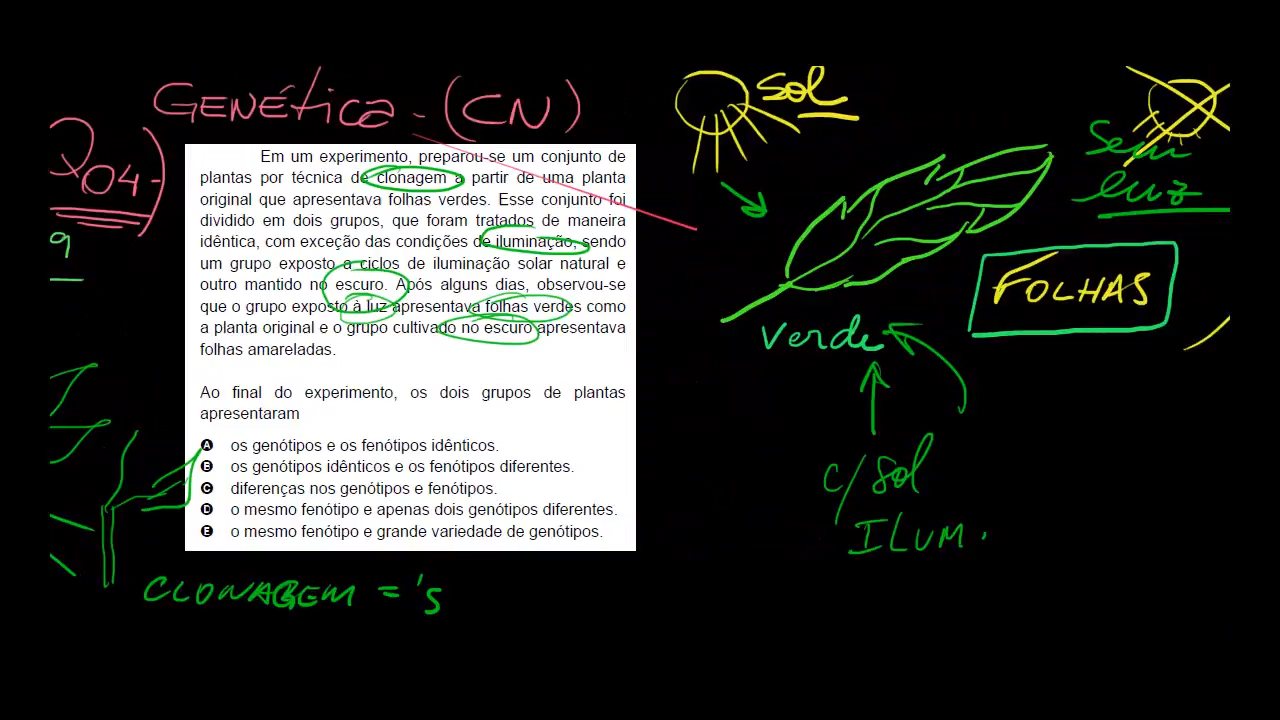 GENÉTICA - (CN)
Q04-)
9
Em um experimento, preparou-se um conjunto de
plantas por técnica de clonagem a partir de uma planta
original que apresentava folhas verdes. Esse conjunto foi
dividido em dois grupos, que foram tratados de maneira
idêntica, com exceção das condições de iluminação, sendo
um grupo exposto a ciclos de iluminação solar natural e
outro mantido no escuro. Após alguns dias, observou-se
que o grupo exposto à luz apresentava folhas verdes como
a planta original e o grupo cultivado no escuro apresentava
folhas amareladas.
Ao final do experimento, os dois grupos de plantas
apresentaram
A os genótipos e os fenótipos idênticos.
B os genótipos idênticos e os fenótipos diferentes.
C diferenças nos genótipos e fenótipos.
D o mesmo fenótipo e apenas dois genótipos diferentes.
E o mesmo fenótipo e grande variedade de genótipos.
CLONAGEM = 's
Sol
Sem
luz
FOLHAS
Verde
c/ Sol
ILUM.